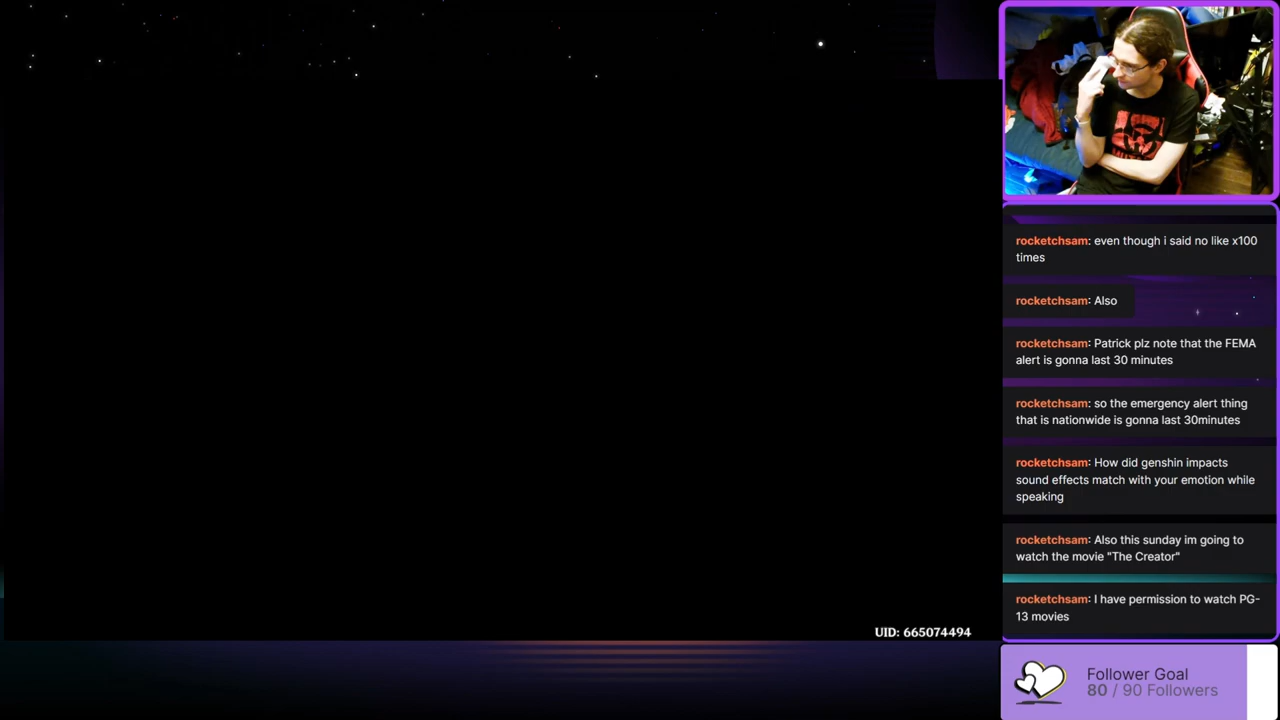 rocketchsam: even though i said no like x100
times
rocketchsam: Also
rocketchsam: Patrick plz note that the FEMA
alert is gonna last 30 minutes
rocketchsam: so the emergency alert thing
that is nationwide is gonna last 30minutes
rocketchsam: How did genshin impacts
sound effects match with your emotion while
speaking
rocketchsam: Also this sunday im going to
watch the movie "The Creator"
rocketchsam: I have permission to watch PG-
13 movies
UID: 665074494
Follower Goal
80 / 90 Followers